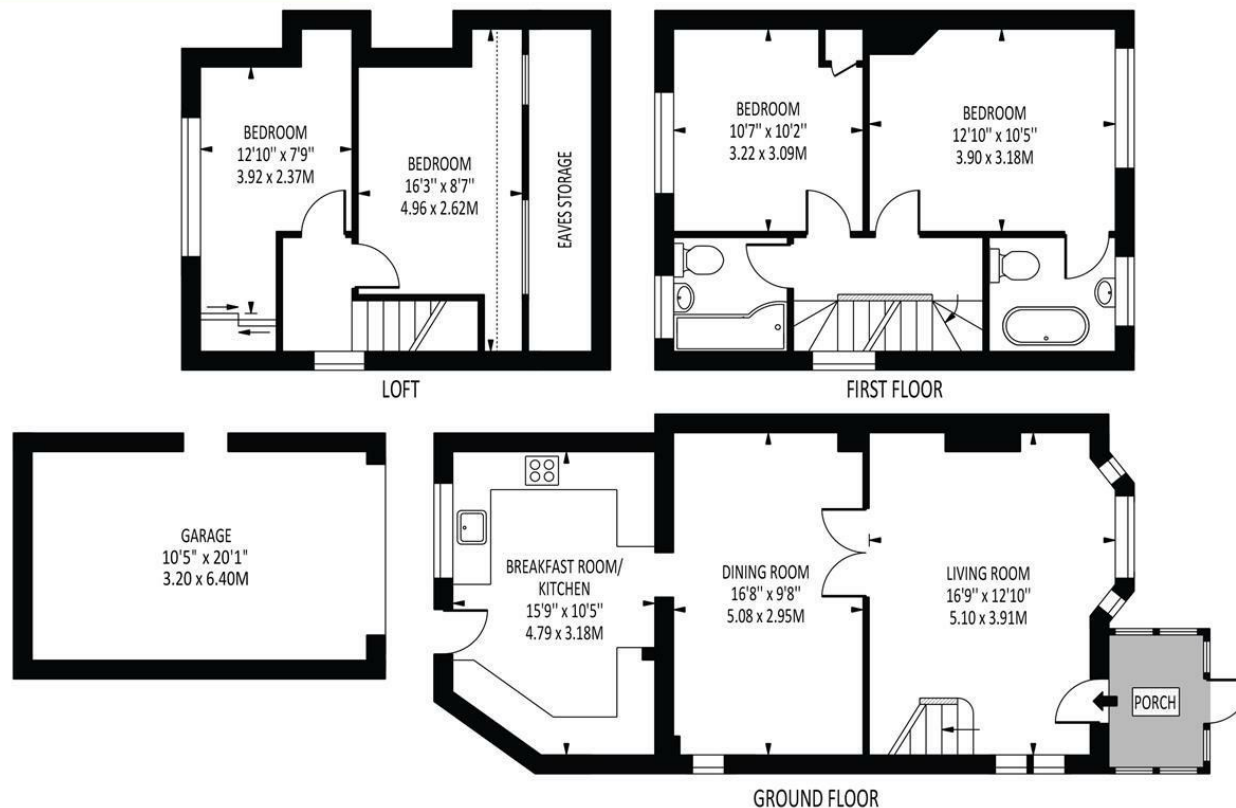 BEDROOM
12'10" x 7'9"
3.92 x 2.37M
BEDROOM
16'3" x 8'7"
4.96 x 2.62M
EAVES STORAGE
LOFT
BEDROOM
10'7" x 10'2"
3.22 x 3.09M
BEDROOM
12'10" x 10'5"
3.90 x 3.18M
FIRST FLOOR
GARAGE
10'5" x 20'1"
3.20 x 6.40M
BREAKFAST ROOM/
KITCHEN
15'9" x 10'5"
4.79 x 3.18M
DINING ROOM
16'8" x 9'8"
5.08 x 2.95M
LIVING ROOM
16'9" x 12'10"
5.10 x 3.91M
PORCH
GROUND FLOOR